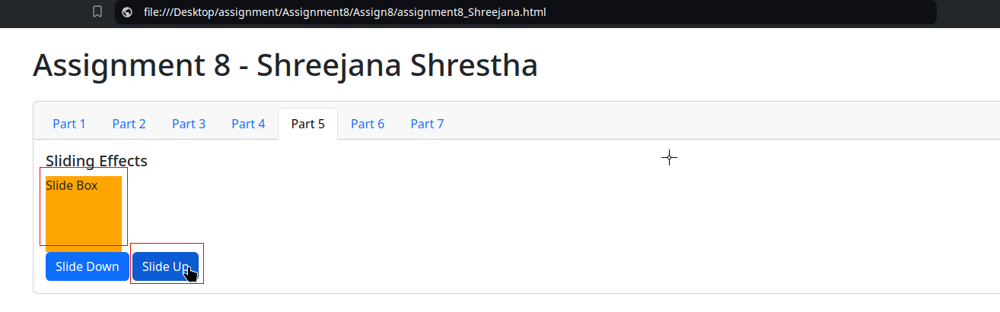 file:///Desktop/assignment/Assignment8/Assign8/assignment8_Shreejana.html
Assignment 8 - Shreejana Shrestha
Part 1 Part 2 Part 3 Part 4 Part 5 Part 6 Part 7
Sliding Effects
Slide Box
Slide Down Slide Up